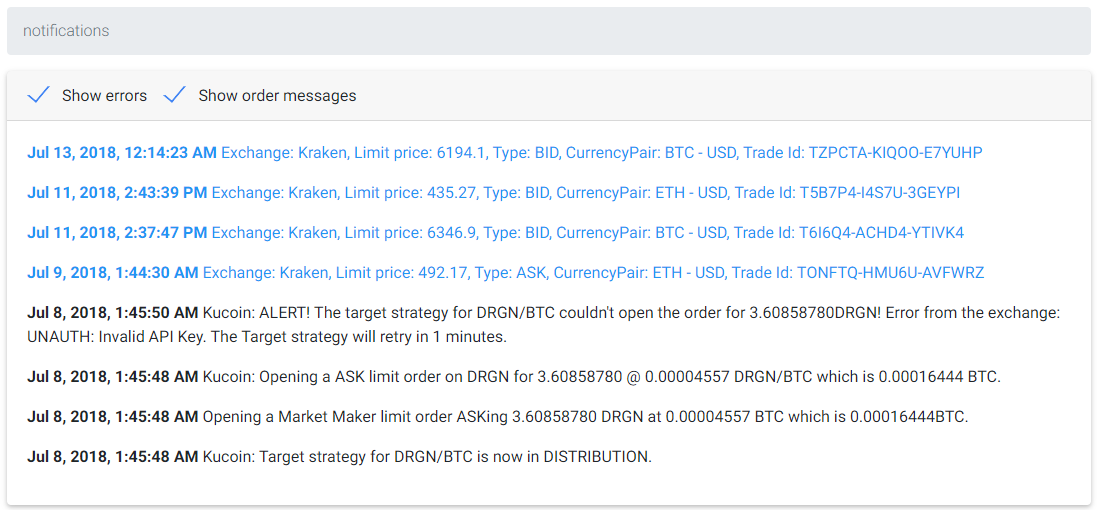 notifications
Show errors Show order messages
Jul 13, 2018, 12:14:23 AM Exchange: Kraken, Limit price: 6194.1, Type: BID, CurrencyPair: BTC - USD, Trade Id: TZPCTA-KIQOO-E7YUHP
Jul 11, 2018, 2:43:39 PM Exchange: Kraken, Limit price: 435.27, Type: BID, CurrencyPair: ETH - USD, Trade Id: T5B7P4-I4S7U-3GEYPI
Jul 11, 2018, 2:37:47 PM Exchange: Kraken, Limit price: 6346.9, Type: BID, CurrencyPair: BTC - USD, Trade Id: T6I6Q4-ACHD4-YTIVK4
Jul 9, 2018, 1:44:30 AM Exchange: Kraken, Limit price: 492.17, Type: ASK, CurrencyPair: ETH - USD, Trade Id: TONFTQ-HMU6U-AVFWRZ
Jul 8, 2018, 1:45:50 AM Kucoin: ALERT! The target strategy for DRGN/BTC couldn't open the order for 3.60858780DRGN! Error from the exchange:
UNAUTH: Invalid API Key. The Target strategy will retry in 1 minutes.
Jul 8, 2018, 1:45:48 AM Kucoin: Opening a ASK limit order on DRGN for 3.60858780 @ 0.00004557 DRGN/BTC which is 0.00016444 BTC.
Jul 8, 2018, 1:45:48 AM Opening a Market Maker limit order ASKing 3.60858780 DRGN at 0.00004557 BTC which is 0.00016444BTC.
Jul 8, 2018, 1:45:48 AM Kucoin: Target strategy for DRGN/BTC is now in DISTRIBUTION.